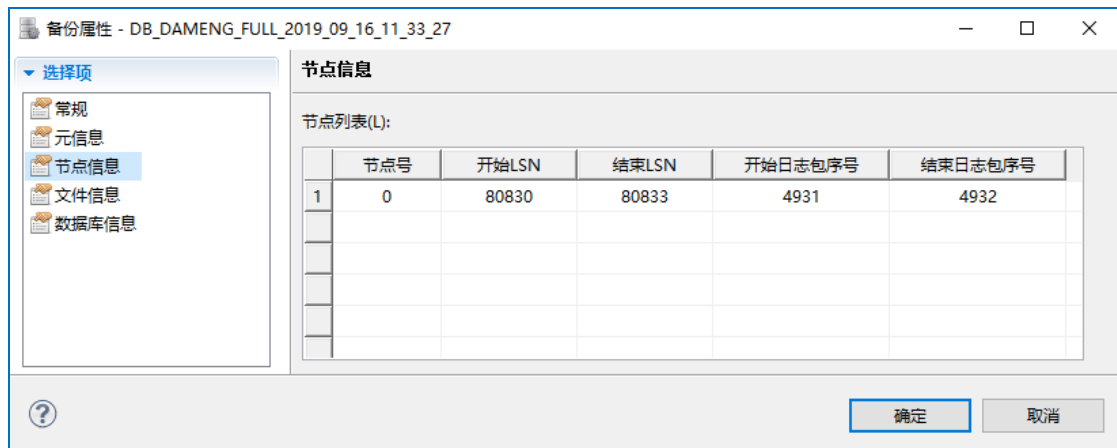 备份属性 - DB_DAMENG_FULL_2019_09_16_11_33_27
选择项
常规
元信息
节点信息
文件信息
数据库信息
节点信息
节点列表(L):
节点号 开始LSN 结束LSN 开始日志包序号 结束日志包序号
1 0 80830 80833 4931 4932
?
确定 取消